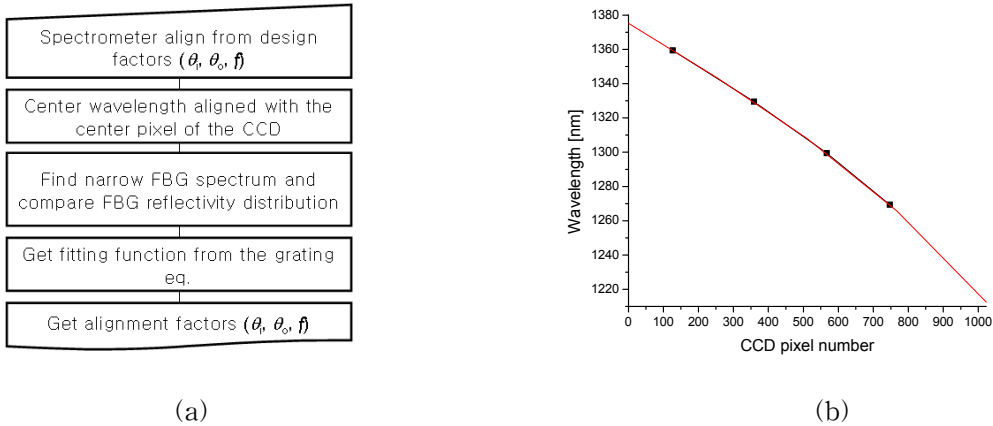 Spectrometer align from design
factors (θi, θo, f)
Center wavelength aligned with the
center pixel of the CCD
Find narrow FBG spectrum and
compare FBG reflectivity distribution
Get fitting function from the grating
eq.
Get alignment factors (θi, θo, f)
(a)
1380
1360
1340
1320
1300
1280
1260
1240
1220
Wavelength [nm]
0 100 200 300 400 500 600 700 800 900 1000
CCD pixel number
(b)